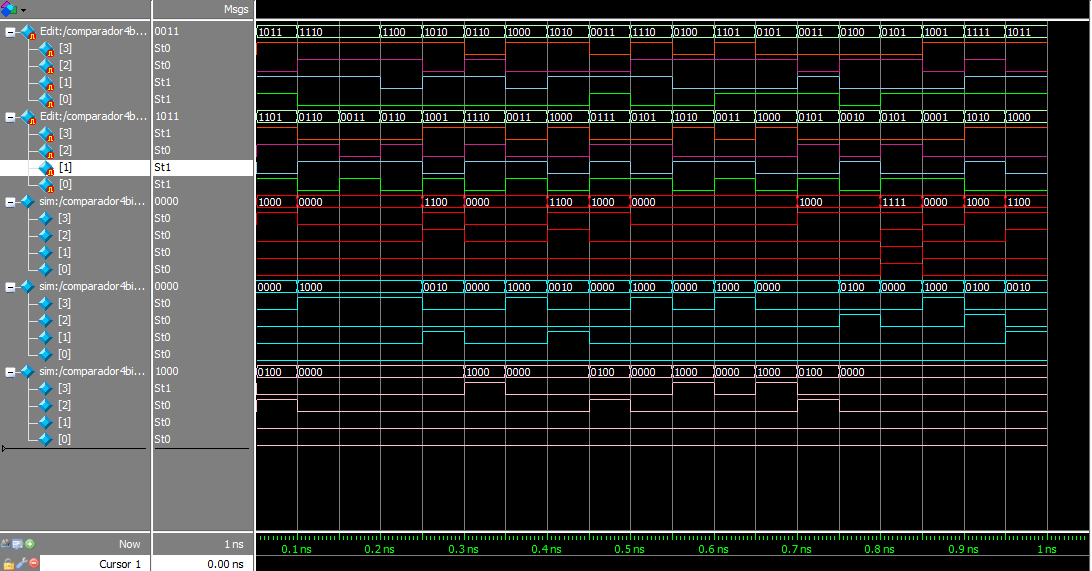 Msgs
Edit:/comparador4b... 0011 1011 1110 1100 1010 0110 1000 1010 0011 1110 0100 1101 0101 0011 0100 0101 1001 1111 1011
[3] St0
[2] St0
[1] St1
[0] St1
Edit:/comparador4b... 1011 1101 0110 0011 0110 0011 1000 0101 0010 0101 0001 1010 1000
[3] St1
[2] St0
[1] St1
[0] St1
sim:/comparador4bi... 0000 1000 0000 1100 0000 1100 1000 0000 1000 1111 0000 1000 1100
[3] St0
[2] St0
[1] St0
[0] St0
sim:/comparador4bi... 0000 0000 1000 0010 0000 1000 0010 0000 1000 0000 1000 0000 0100 0000 1000 0100 0010
[3] St0
[2] St0
[1] St0
[0] St0
sim:/comparador4bi... 1000 0100 0000 1000 0000 0100 0000 1000 0000 1000 0100 0000
[3] St1
[2] St0
[1] St0
[0] St0
Now 1 ns 0.1 ns 0.2 ns 0.3 ns 0.4 ns 0.5 ns 0.6 ns 0.7 ns 0.8 ns 0.9 ns 1 ns
Cursor 1 0.00 ns